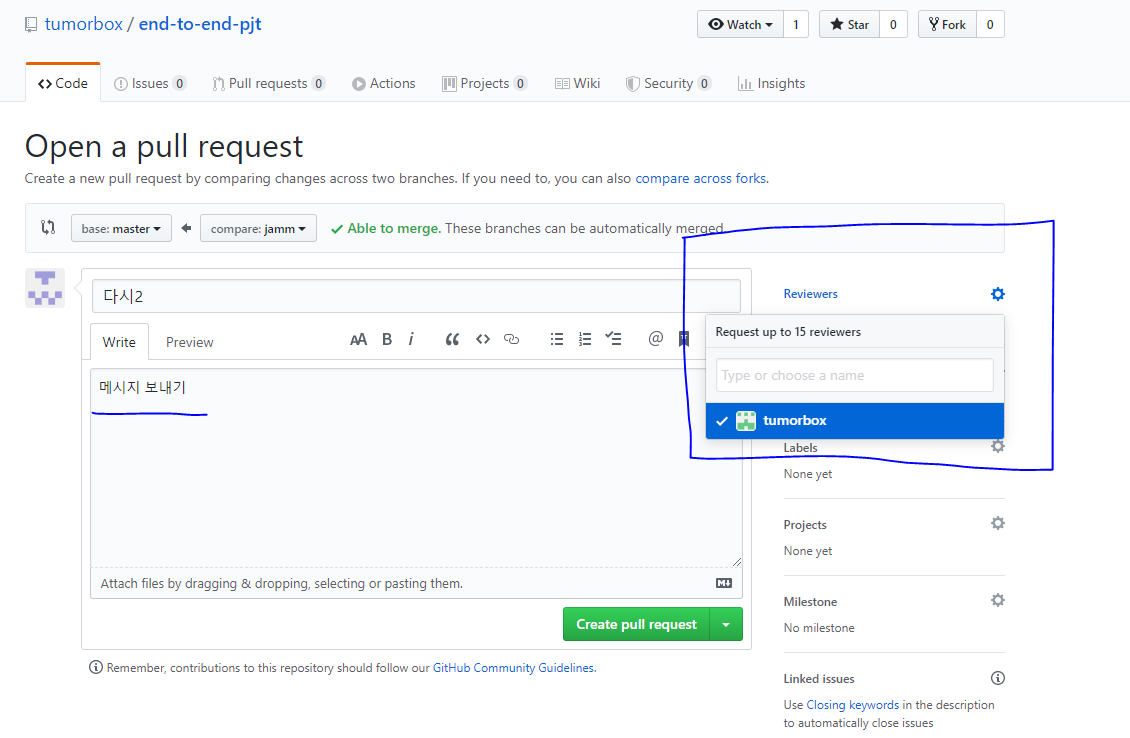 tumorbox / end-to-end-pjt
Watch 1 Star 0 Fork 0
Code Issues 0 Pull requests 0 Actions Projects 0 Wiki Security 0 Insights
Open a pull request
Create a new pull request by comparing changes across two branches. If you need to, you can also compare across forks.
base: master compare: jamm Able to merge. These branches can be automatically merged.
다시2
Write Preview AA B i
메시지 보내기
Attach files by dragging & dropping, selecting or pasting them.
Create pull request
Remember, contributions to this repository should follow our GitHub Community Guidelines.
Reviewers
Request up to 15 reviewers
Type or choose a name
tumorbox
Labels
None yet
Projects
None yet
Milestone
No milestone
Linked issues
Use Closing keywords in the description
to automatically close issues